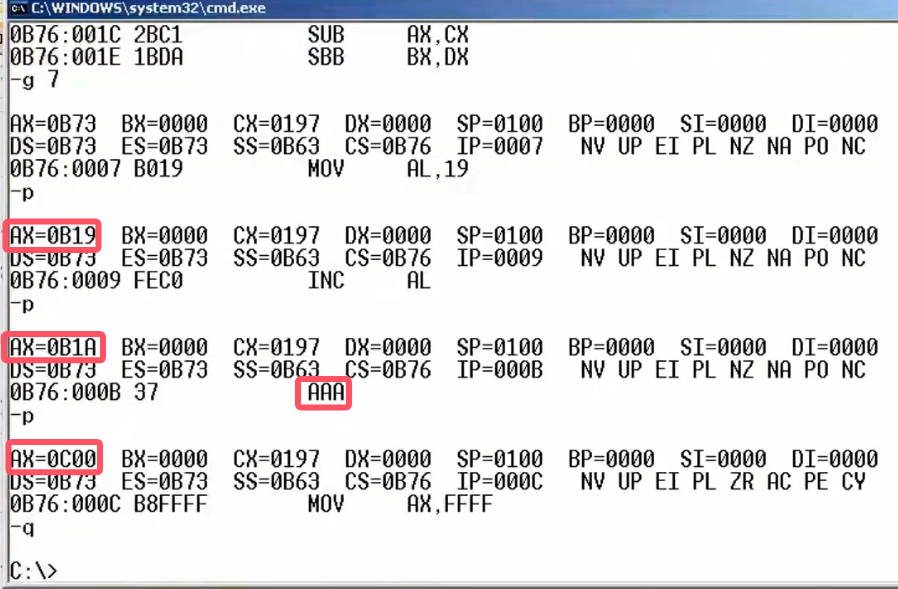 C:\WINDOWS\system32\cmd.exe
0B76:001C 2BC1 SUB AX,CX
0B76:001E 1BDA SBB BX,DX
-g 7
AX=0B73 BX=0000 CX=0197 DX=0000 SP=0100 BP=0000 SI=0000 DI=0000
DS=0B73 ES=0B73 SS=0B63 CS=0B76 IP=0007 NV UP EI PL NZ NA PO NC
0B76:0007 B019 MOV AL,19
-p
AX=0B19 BX=0000 CX=0197 DX=0000 SP=0100 BP=0000 SI=0000 DI=0000
DS=0B73 ES=0B73 SS=0B63 CS=0B76 IP=0009 NV UP EI PL NZ NA PO NC
0B76:0009 FEC0 INC AL
-p
AX=0B1A BX=0000 CX=0197 DX=0000 SP=0100 BP=0000 SI=0000 DI=0000
DS=0B73 ES=0B73 SS=0B63 CS=0B76 IP=000B NV UP EI PL NZ NA PO NC
0B76:000B 37 AAA
-p
AX=0C00 BX=0000 CX=0197 DX=0000 SP=0100 BP=0000 SI=0000 DI=0000
DS=0B73 ES=0B73 SS=0B63 CS=0B76 IP=000C NV UP EI PL ZR AC PE CY
0B76:000C B8FFFF MOV AX,FFFF
-q
C:\>